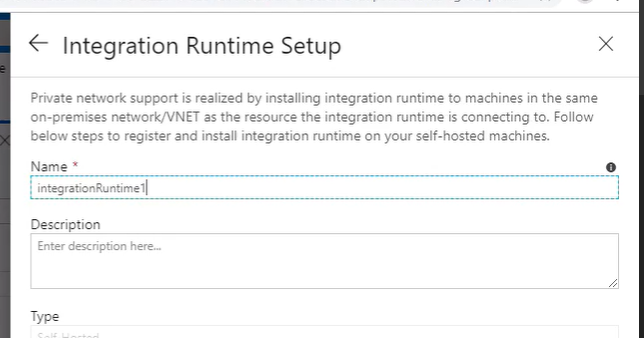 Integration Runtime Setup
Private network support is realized by installing integration runtime to machines in the same
on-premises network/VNET as the resource the integration runtime is connecting to. Follow
below steps to register and install integration runtime on your self-hosted machines.
Name *
integrationRuntime1
Description
Enter description here...
Type
Self-Hosted